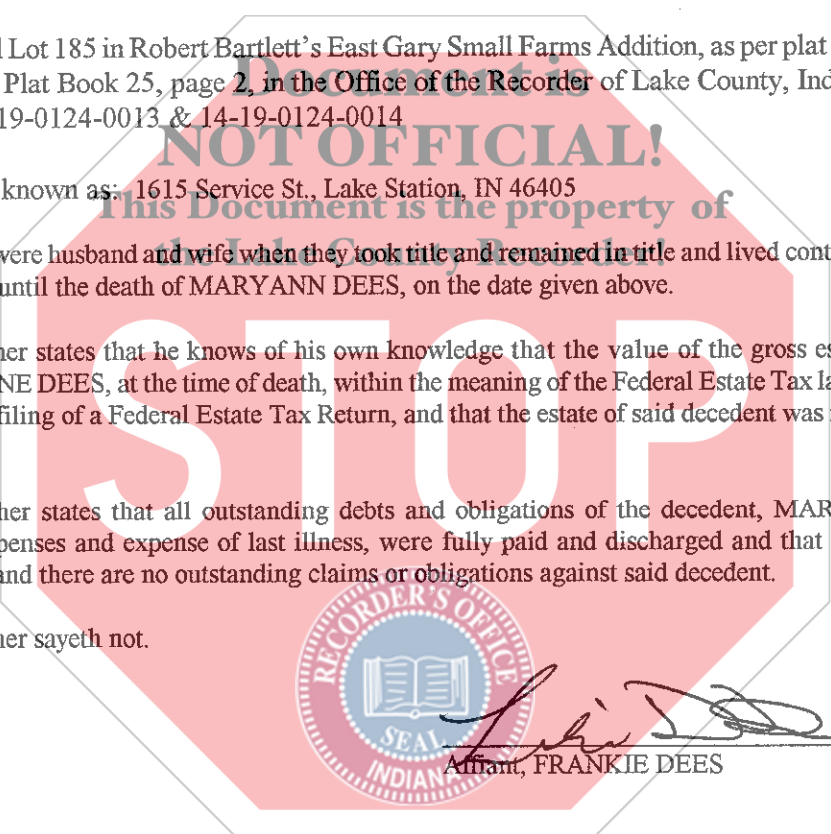 Lot 185 in Robert Bartlett's East Gary Small Farms Addition, as per plat
Plat Book 25, page 2, in the Office of the Recorder of Lake County, Ind
19-0124-0013 & 14-19-0124-0014
Document is
NOT OFFICIAL!
known as: 1615 Service St., Lake Station, IN 46405
This Document is the property of
were husband and wife when they took title and remained in title and lived cont
the Lake County Recorder!
until the death of MARYANN DEES, on the date given above.
STOP
her states that he knows of his own knowledge that the value of the gross es
NE DEES, at the time of death, within the meaning of the Federal Estate Tax la
filing of a Federal Estate Tax Return, and that the estate of said decedent was
her states that all outstanding debts and obligations of the decedent, MAR
penses and expense of last illness, were fully paid and discharged and that
and there are no outstanding claims or obligations against said decedent.
her sayeth not.
RECORDER'S OFFICE
SEAL
INDIANA
Affiant, FRANKIE DEES